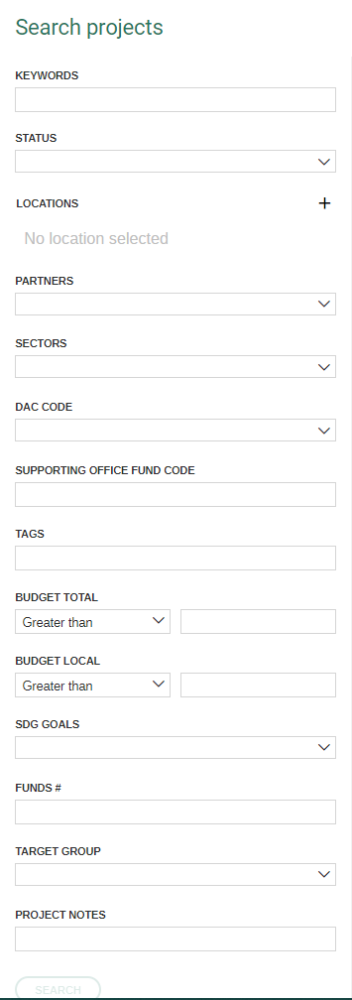 Search projects
KEYWORDS
STATUS
LOCATIONS +
No location selected
PARTNERS
SECTORS
DAC CODE
SUPPORTING OFFICE FUND CODE
TAGS
BUDGET TOTAL
Greater than
BUDGET LOCAL
Greater than
SDG GOALS
FUNDS #
TARGET GROUP
PROJECT NOTES
SEARCH